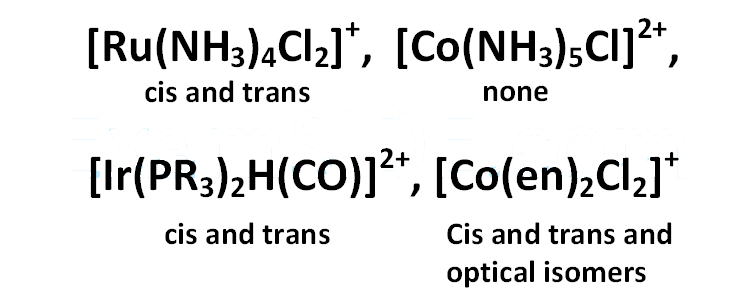 [Ru(NH₃)₄Cl₂]⁺, [Co(NH₃)₅Cl]²⁺,
cis and trans none
[Ir(PR₃)₂H(CO)]²⁺, [Co(en)₂Cl₂]⁺
cis and trans Cis and trans and
optical isomers